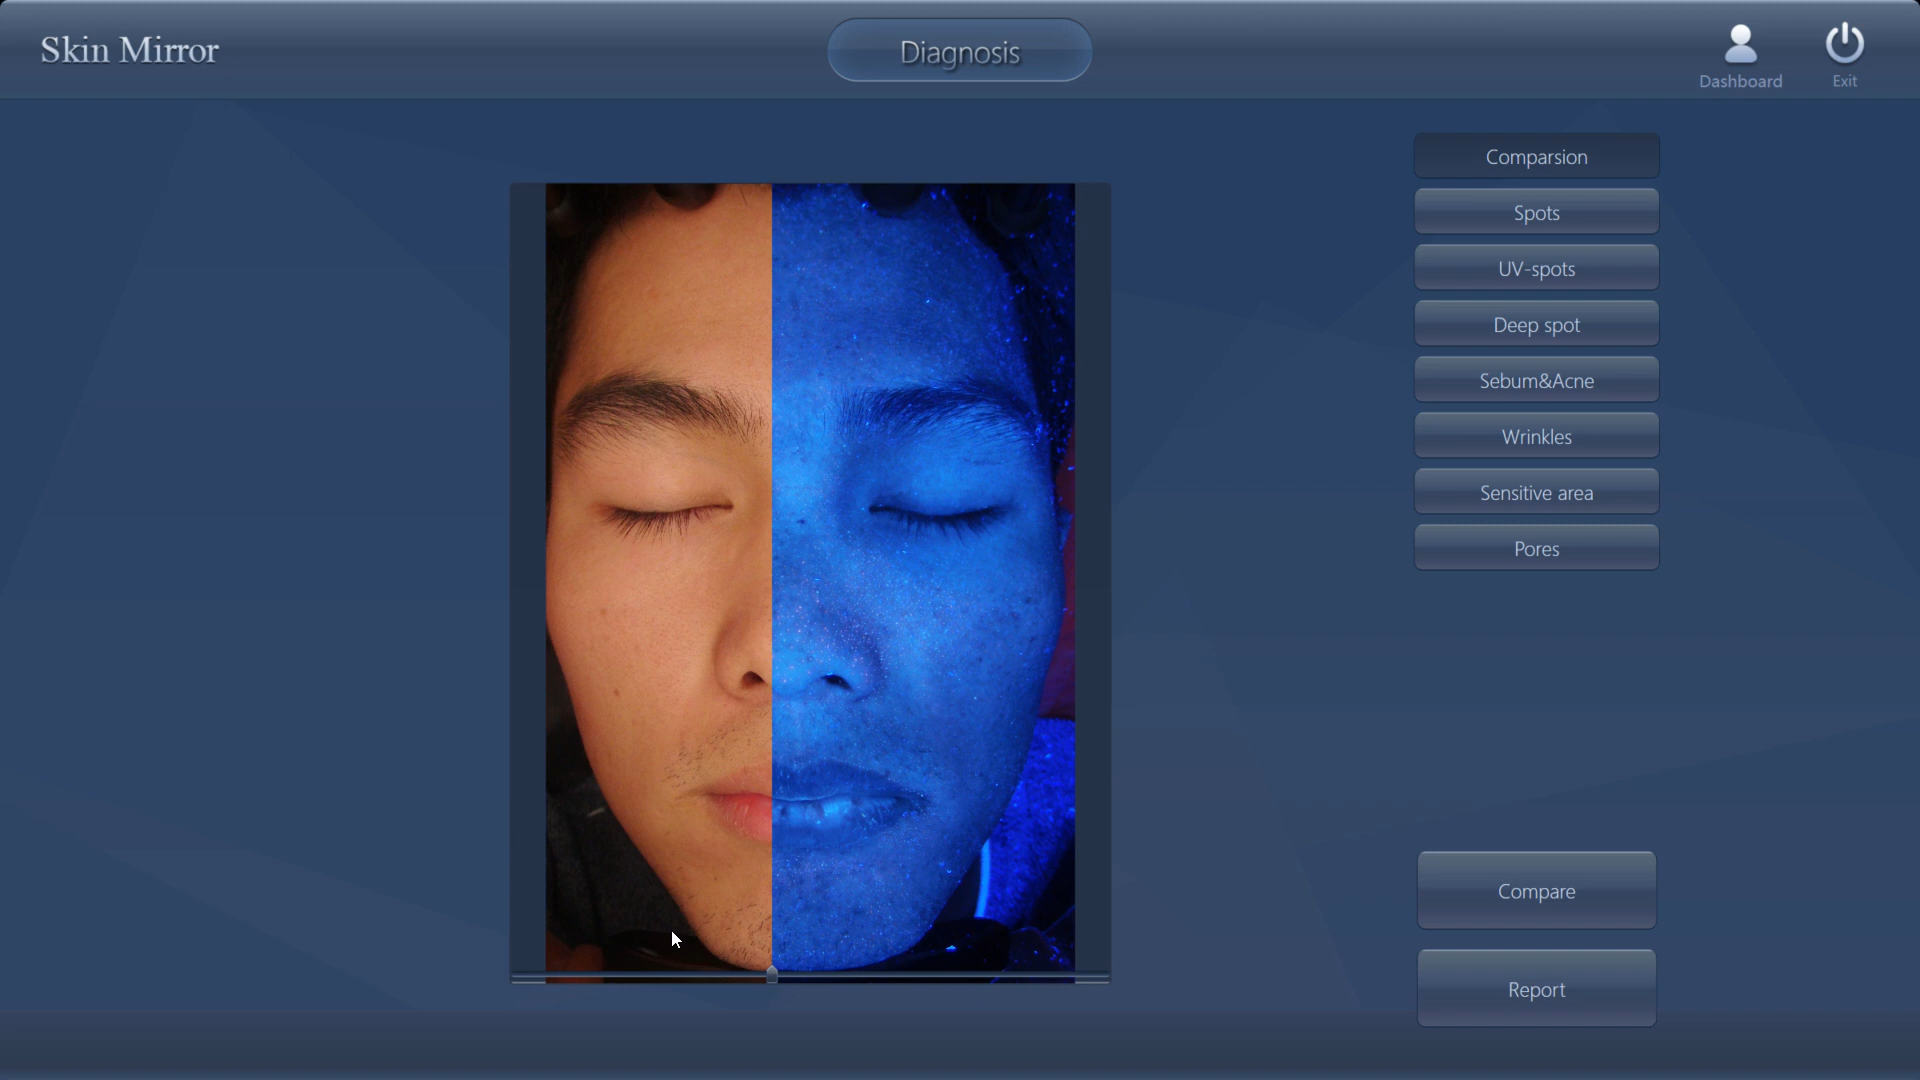 Skin Mirror
Diagnosis
Dashboard
Exit
Comparsion
Spots
UV-spots
Deep spot
Sebum&Acne
Wrinkles
Sensitive area
Pores
Compare
Report